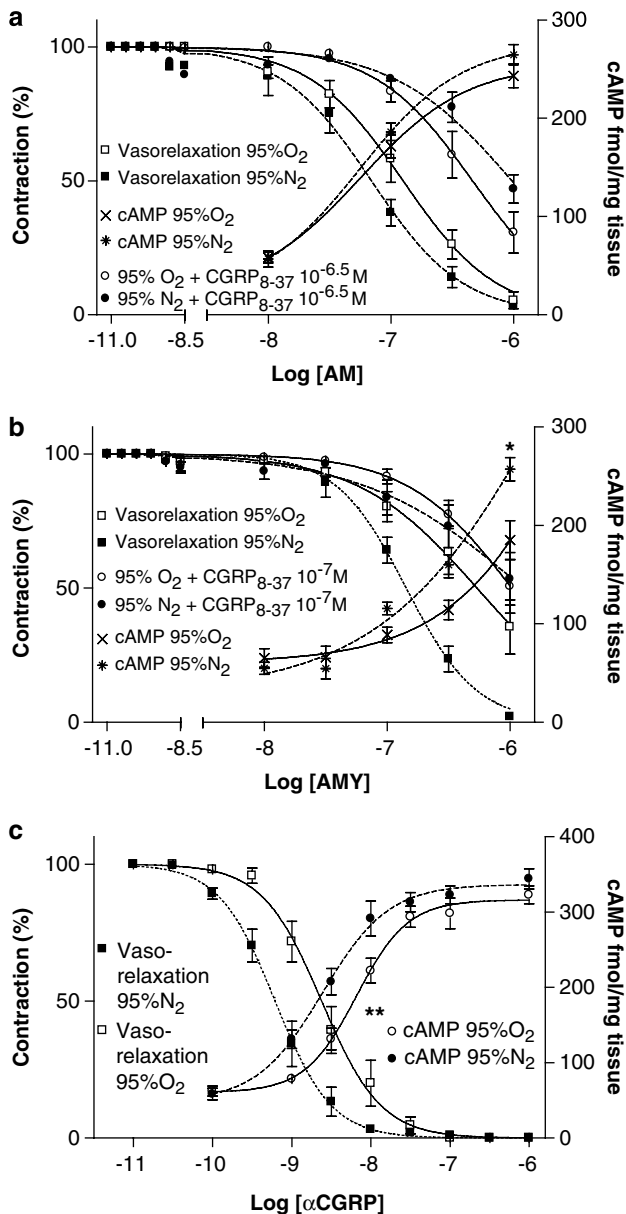 a
100
50
0
Contraction (%)
300
200
100
0
cAMP fmol/mg tissue
Vasorelaxation 95%O2
Vasorelaxation 95%N2
cAMP 95%O2
cAMP 95%N2
95% O2 + CGRP8-37 10-6.5M
95% N2 + CGRP8-37 10-6.5M
-11.0 -8.5 -8 -7 -6
Log [AM]
b
100
50
0
Contraction (%)
300
200
100
0
cAMP fmol/mg tissue
*
Vasorelaxation 95%O2
Vasorelaxation 95%N2
95% O2 + CGRP8-37 10-7M
95% N2 + CGRP8-37 10-7M
cAMP 95%O2
cAMP 95%N2
-11.0 -8.5 -8 -7 -6
Log [AMY]
c
100
50
0
Contraction (%)
400
300
200
100
0
cAMP fmol/mg tissue
Vaso-
relaxation
95%N2
Vaso-
relaxation
95%O2
**
cAMP 95%O2
cAMP 95%N2
-11 -10 -9 -8 -7 -6
Log [αCGRP]